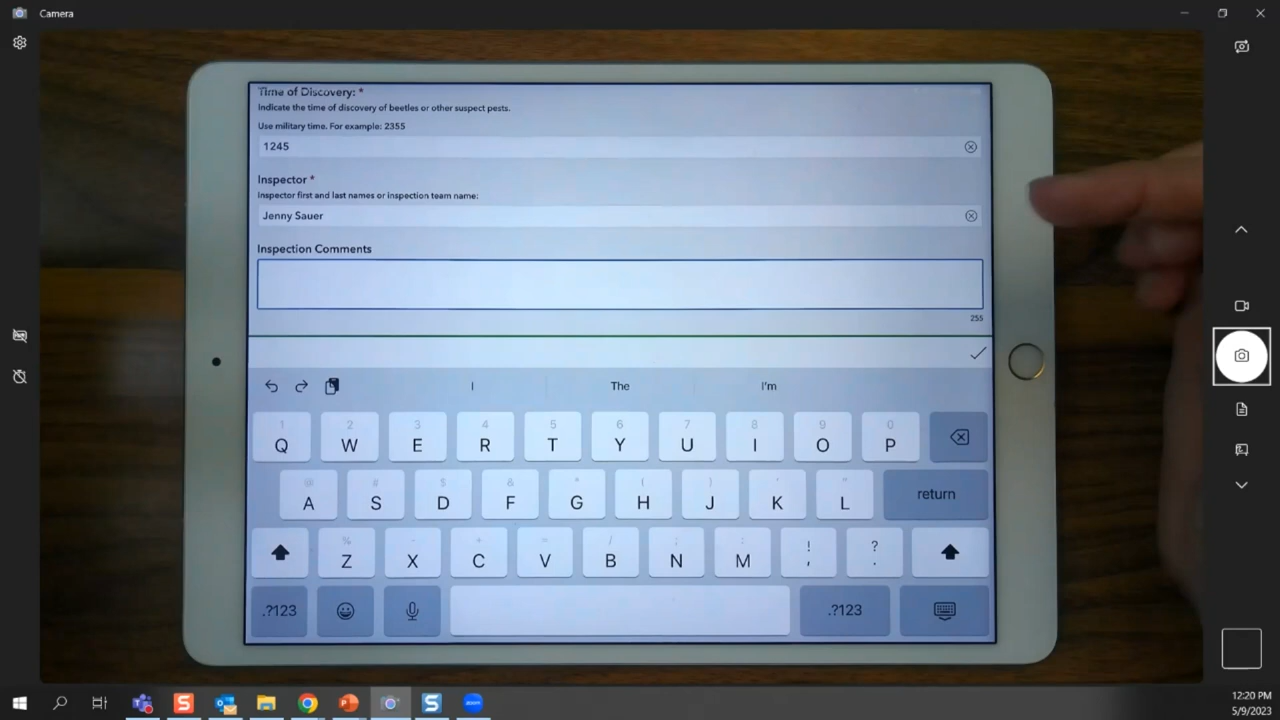 Camera
Time of Discovery: *
Indicate the time of discovery of beetles or other suspect pests.
Use military time. For example: 2355
1245
Inspector *
Inspector first and last names or inspection team name:
Jenny Sauer
Inspection Comments
255
I The I'm
1 2 3 4 5 6 7 8 9 0
Q W E R T Y U I O P
@ # $ & * ( ) ' "
A S D F G H J K L return
% - + = / ; : ! ?
Z X C V B N M , .
.?123 .?123
zoom
12:20 PM
5/9/2023